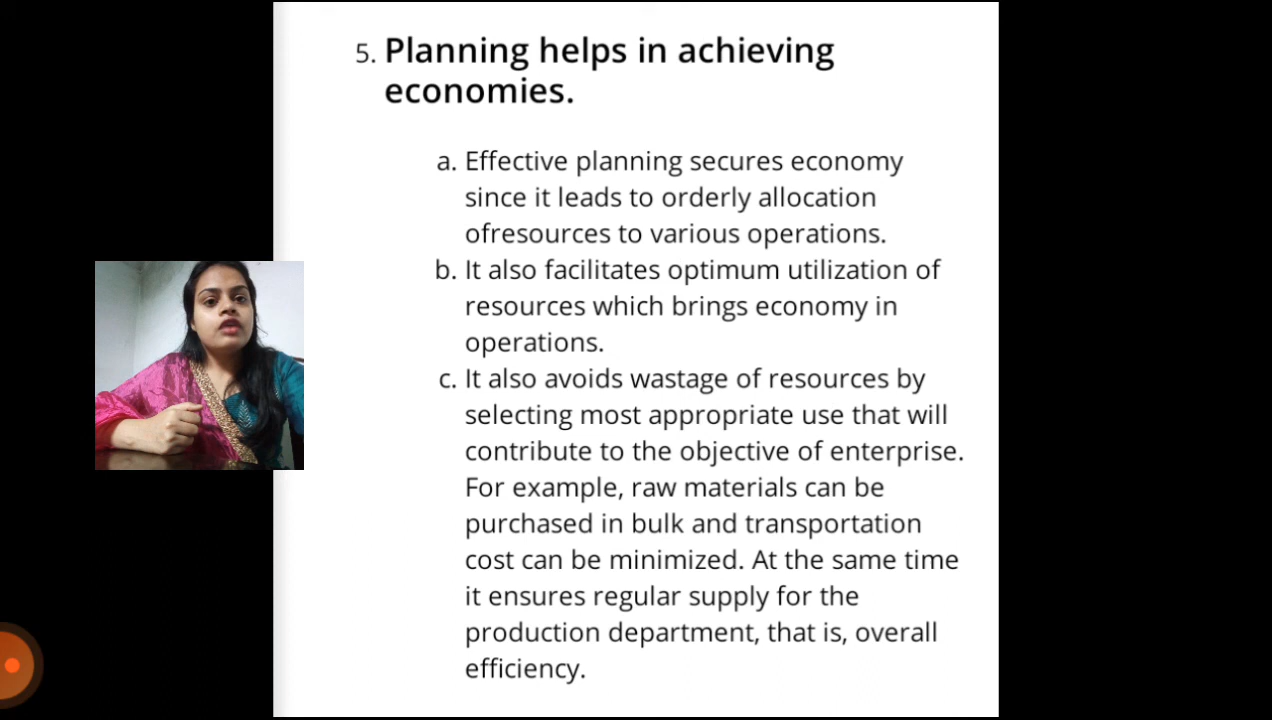 5. Planning helps in achieving
economies.
a. Effective planning secures economy
since it leads to orderly allocation
ofresources to various operations.
b. It also facilitates optimum utilization of
resources which brings economy in
operations.
c. It also avoids wastage of resources by
selecting most appropriate use that will
contribute to the objective of enterprise.
For example, raw materials can be
purchased in bulk and transportation
cost can be minimized. At the same time
it ensures regular supply for the
production department, that is, overall
efficiency.